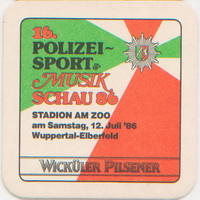 16.
POLIZEI~
SPORT &
MUSIK
SCHAU 86
STADION AM ZOO
am Samstag, 12. Juli '86
Wuppertal-Elberfeld
WICKÜLER PILSENER